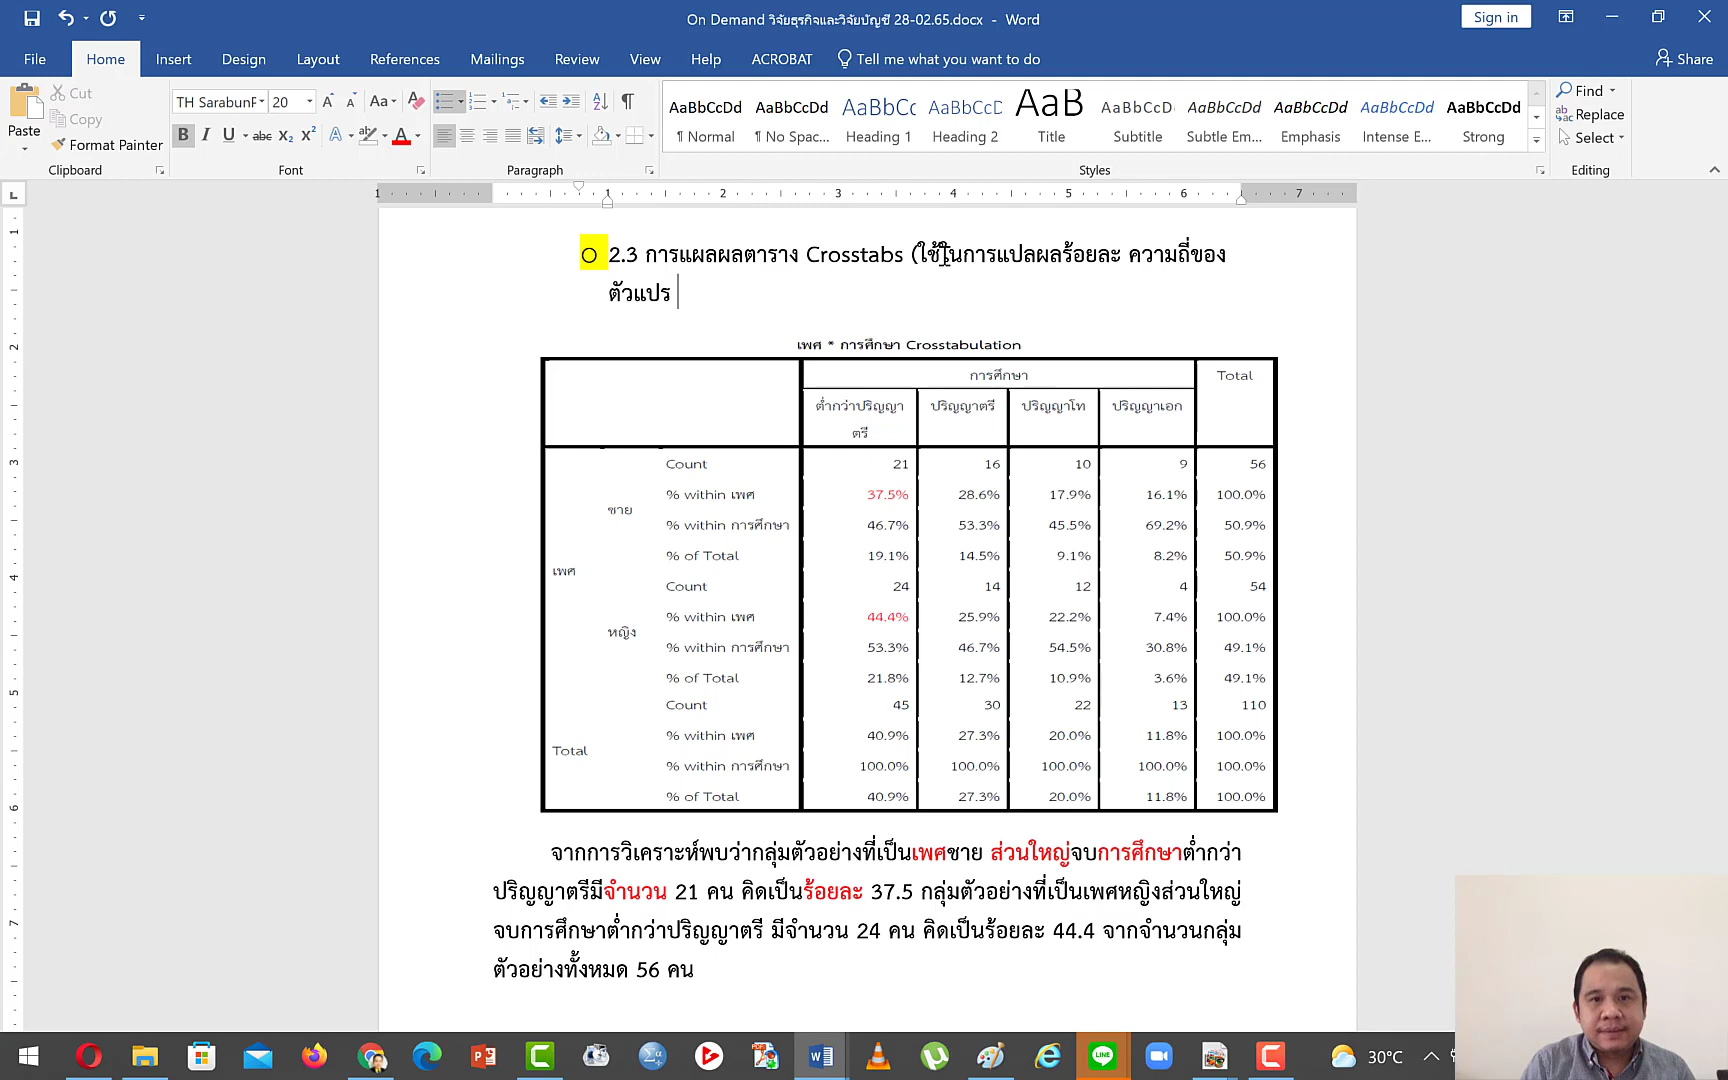 On Demand วิจัยธุรกิจและวิจัยบัญชี 28-02.65.docx - Word
Sign in
File Home Insert Design Layout References Mailings Review View Help ACROBAT Tell me what you want to do Share
Paste
Cut
Copy
Format Painter
Clipboard
TH SarabunP 20
Font
Paragraph
AaBbCcDd AaBbCcDd AaBbCc AaBbCcD AaB AaBbCcD AaBbCcDd AaBbCcDd AaBbCcDd AaBbCcDd
¶ Normal ¶ No Spac... Heading 1 Heading 2 Title Subtitle Subtle Em... Emphasis Intense E... Strong
Styles
Find
Replace
Select
Editing
1 1 2 3 4 5 6 7
2.3 การแผลผลตาราง Crosstabs (ใช้ในการแปลผลร้อยละ ความถี่ของ
ตัวแปร
เพศ * การศึกษา Crosstabulation
การศึกษา Total
ต่ำกว่าปริญญาตรี ปริญญาตรี ปริญญาโท ปริญญาเอก
เพศ
ชาย
Count 21 16 10 9 56
% within เพศ 37.5% 28.6% 17.9% 16.1% 100.0%
% within การศึกษา 46.7% 53.3% 45.5% 69.2% 50.9%
% of Total 19.1% 14.5% 9.1% 8.2% 50.9%
หญิง
Count 24 14 12 4 54
% within เพศ 44.4% 25.9% 22.2% 7.4% 100.0%
% within การศึกษา 53.3% 46.7% 54.5% 30.8% 49.1%
% of Total 21.8% 12.7% 10.9% 3.6% 49.1%
Total
Count 45 30 22 13 110
% within เพศ 40.9% 27.3% 20.0% 11.8% 100.0%
% within การศึกษา 100.0% 100.0% 100.0% 100.0% 100.0%
% of Total 40.9% 27.3% 20.0% 11.8% 100.0%
จากการวิเคราะห์พบว่ากลุ่มตัวอย่างที่เป็นเพศชาย ส่วนใหญ่จบการศึกษาต่ำกว่า
ปริญญาตรีมีจำนวน 21 คน คิดเป็นร้อยละ 37.5 กลุ่มตัวอย่างที่เป็นเพศหญิงส่วนใหญ่
จบการศึกษาต่ำกว่าปริญญาตรี มีจำนวน 24 คน คิดเป็นร้อยละ 44.4 จากจำนวนกลุ่ม
ตัวอย่างทั้งหมด 56 คน
30°C